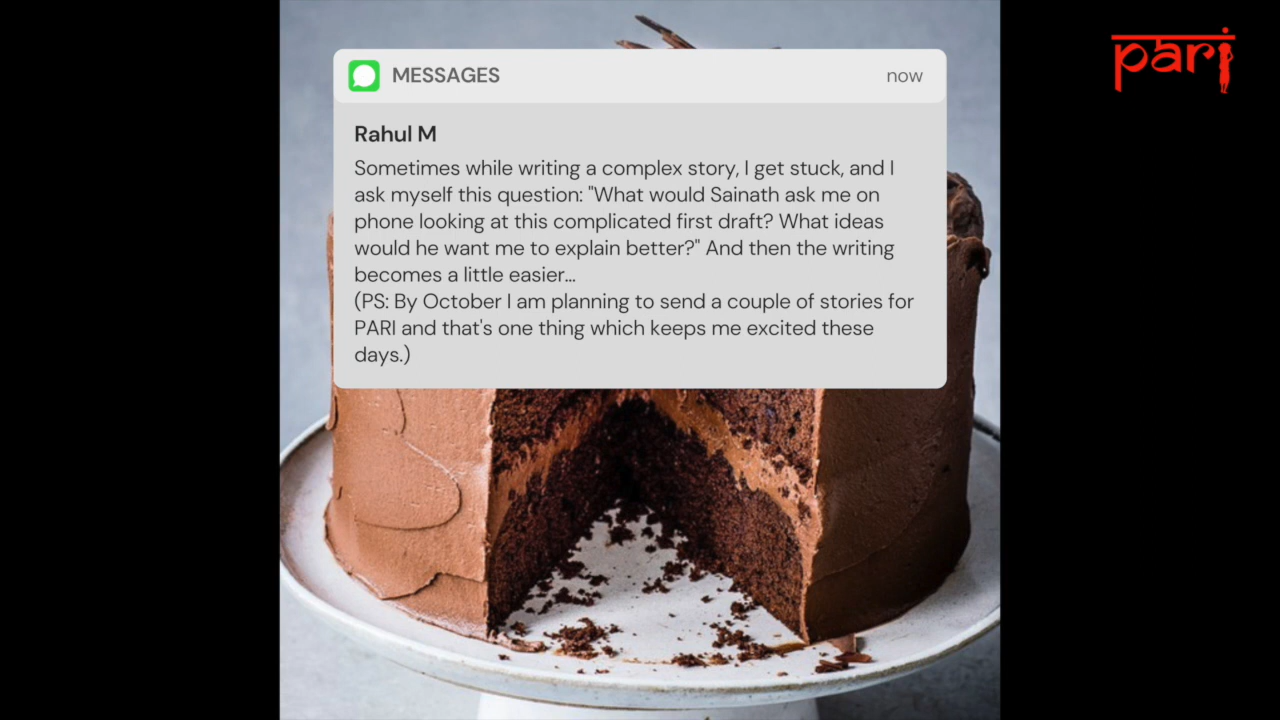 pari
MESSAGES
now
Rahul M
Sometimes while writing a complex story, I get stuck, and I
ask myself this question: "What would Sainath ask me on
phone looking at this complicated first draft? What ideas
would he want me to explain better?" And then the writing
becomes a little easier...
(PS: By October I am planning to send a couple of stories for
PARI and that's one thing which keeps me excited these
days.)